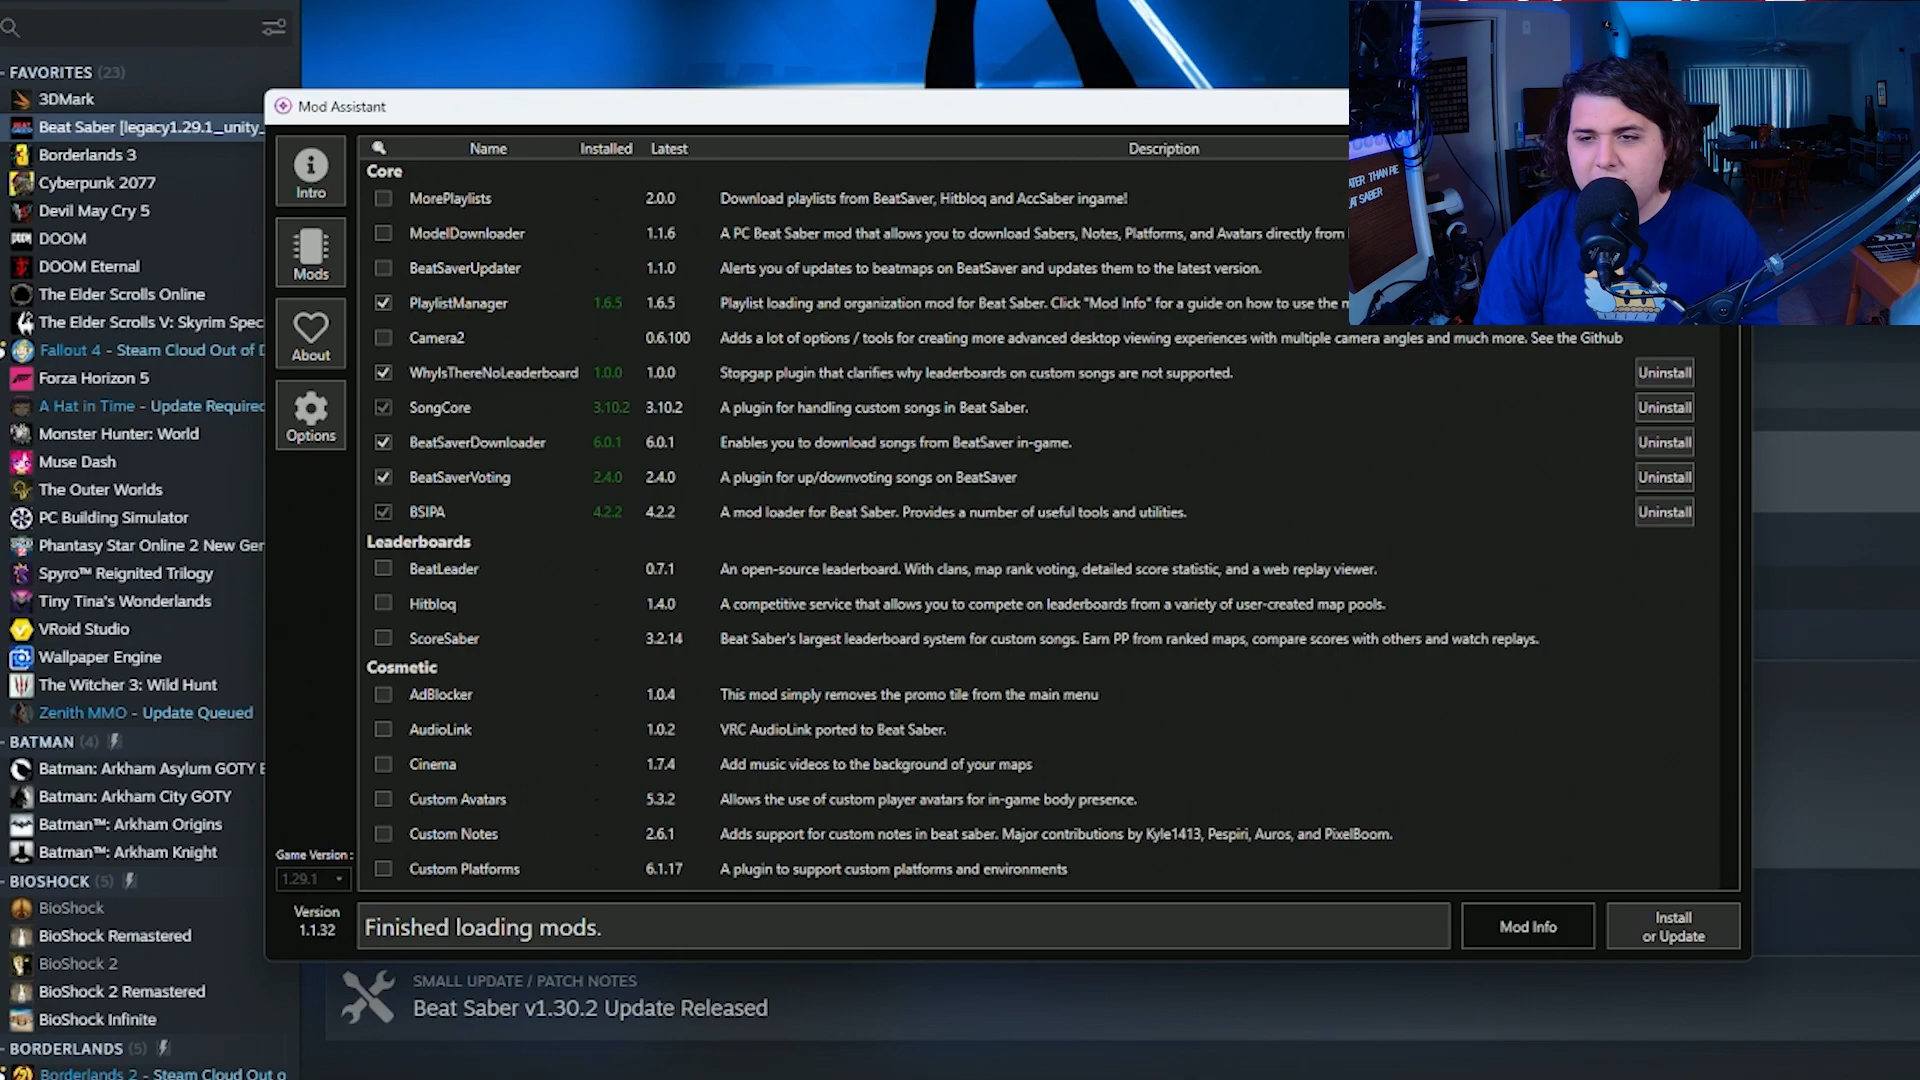 FAVORITES (23)
3DMark
Beat Saber [legacy1.29.1_unity_
Borderlands 3
Cyberpunk 2077
Devil May Cry 5
DOOM
DOOM Eternal
The Elder Scrolls Online
The Elder Scrolls V: Skyrim Spec
Fallout 4 - Steam Cloud Out of D
Forza Horizon 5
A Hat in Time - Update Required
Monster Hunter: World
Muse Dash
The Outer Worlds
PC Building Simulator
Phantasy Star Online 2 New Gen
Spyro™ Reignited Trilogy
Tiny Tina's Wonderlands
VRoid Studio
Wallpaper Engine
The Witcher 3: Wild Hunt
Zenith MMO - Update Queued
BATMAN (4)
Batman: Arkham Asylum GOTY E
Batman: Arkham City GOTY
Batman™: Arkham Origins
Batman™: Arkham Knight
BIOSHOCK (5)
BioShock
BioShock Remastered
BioShock 2
BioShock 2 Remastered
BioShock Infinite
BORDERLANDS (5)
Borderlands 2 - Steam Cloud Out o
Mod Assistant
Intro
Mods
About
Options
Game Version :
1.29.1
Version
1.1.32
Name Installed Latest Description
Core
MorePlaylists - 2.0.0 Download playlists from BeatSaver, Hitbloq and AccSaber ingame!
ModelDownloader - 1.1.6 A PC Beat Saber mod that allows you to download Sabers, Notes, Platforms, and Avatars directly from
BeatSaverUpdater - 1.1.0 Alerts you of updates to beatmaps on BeatSaver and updates them to the latest version.
PlaylistManager 1.6.5 1.6.5 Playlist loading and organization mod for Beat Saber. Click "Mod Info" for a guide on how to use the m
Camera2 - 0.6.100 Adds a lot of options / tools for creating more advanced desktop viewing experiences with multiple camera angles and much more. See the Github
WhyIsThereNoLeaderboard 1.0.0 1.0.0 Stopgap plugin that clarifies why leaderboards on custom songs are not supported. Uninstall
SongCore 3.10.2 3.10.2 A plugin for handling custom songs in Beat Saber. Uninstall
BeatSaverDownloader 6.0.1 6.0.1 Enables you to download songs from BeatSaver in-game. Uninstall
BeatSaverVoting 2.4.0 2.4.0 A plugin for up/downvoting songs on BeatSaver Uninstall
BSIPA 4.2.2 4.2.2 A mod loader for Beat Saber. Provides a number of useful tools and utilities. Uninstall
Leaderboards
BeatLeader - 0.7.1 An open-source leaderboard. With clans, map rank voting, detailed score statistic, and a web replay viewer.
Hitbloq - 1.4.0 A competitive service that allows you to compete on leaderboards from a variety of user-created map pools.
ScoreSaber - 3.2.14 Beat Saber's largest leaderboard system for custom songs. Earn PP from ranked maps, compare scores with others and watch replays.
Cosmetic
AdBlocker - 1.0.4 This mod simply removes the promo tile from the main menu
AudioLink - 1.0.2 VRC AudioLink ported to Beat Saber.
Cinema - 1.7.4 Add music videos to the background of your maps
Custom Avatars - 5.3.2 Allows the use of custom player avatars for in-game body presence.
Custom Notes - 2.6.1 Adds support for custom notes in beat saber. Major contributions by Kyle1413, Pespiri, Auros, and PixelBoom.
Custom Platforms - 6.1.17 A plugin to support custom platforms and environments
Finished loading mods.
Mod Info
Install
or Update
SMALL UPDATE / PATCH NOTES
Beat Saber v1.30.2 Update Released